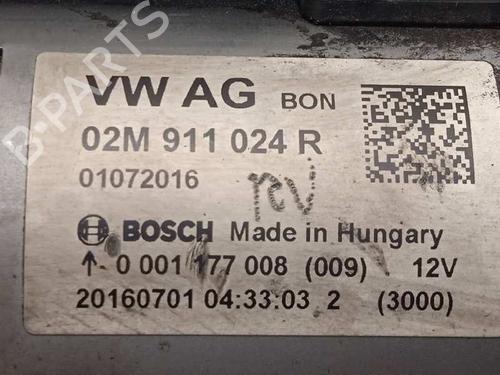 B-PARTS
VW AG BON
02M 911 024 R
01072016
rev
BOSCH Made in Hungary
0 001 177 008 (009) 12V
20160701 04:33:03 2 (3000)